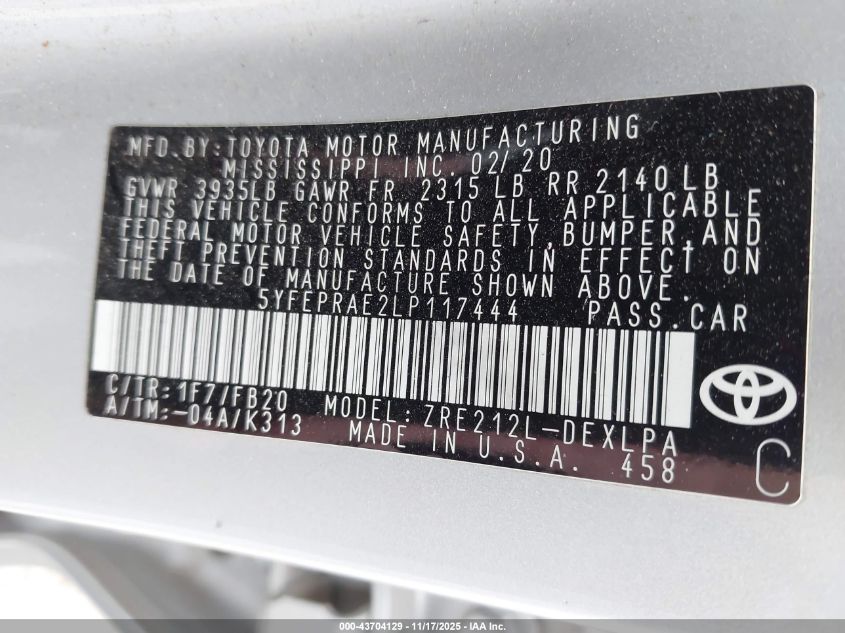 MFD. BY: TOYOTA MOTOR MANUFACTURING
MISSISSIPPI INC. 02/20
GVWR 3935LB GAWR FR 2315 LB RR 2140 LB
THIS VEHICLE CONFORMS TO ALL APPLICABLE
FEDERAL MOTOR VEHICLE SAFETY, BUMPER, AND
THEFT PREVENTION STANDARDS IN EFFECT ON
THE DATE OF MANUFACTURE SHOWN ABOVE.
5YFEPRAE2LP117444 PASS. CAR
C/TR: 1F7/FB20 MODEL: ZRE212L-DEXLPA
A/TM: -04A/K313 MADE IN U.S.A. 458
C
000-43704129 - 11/17/2025 - IAA Inc.